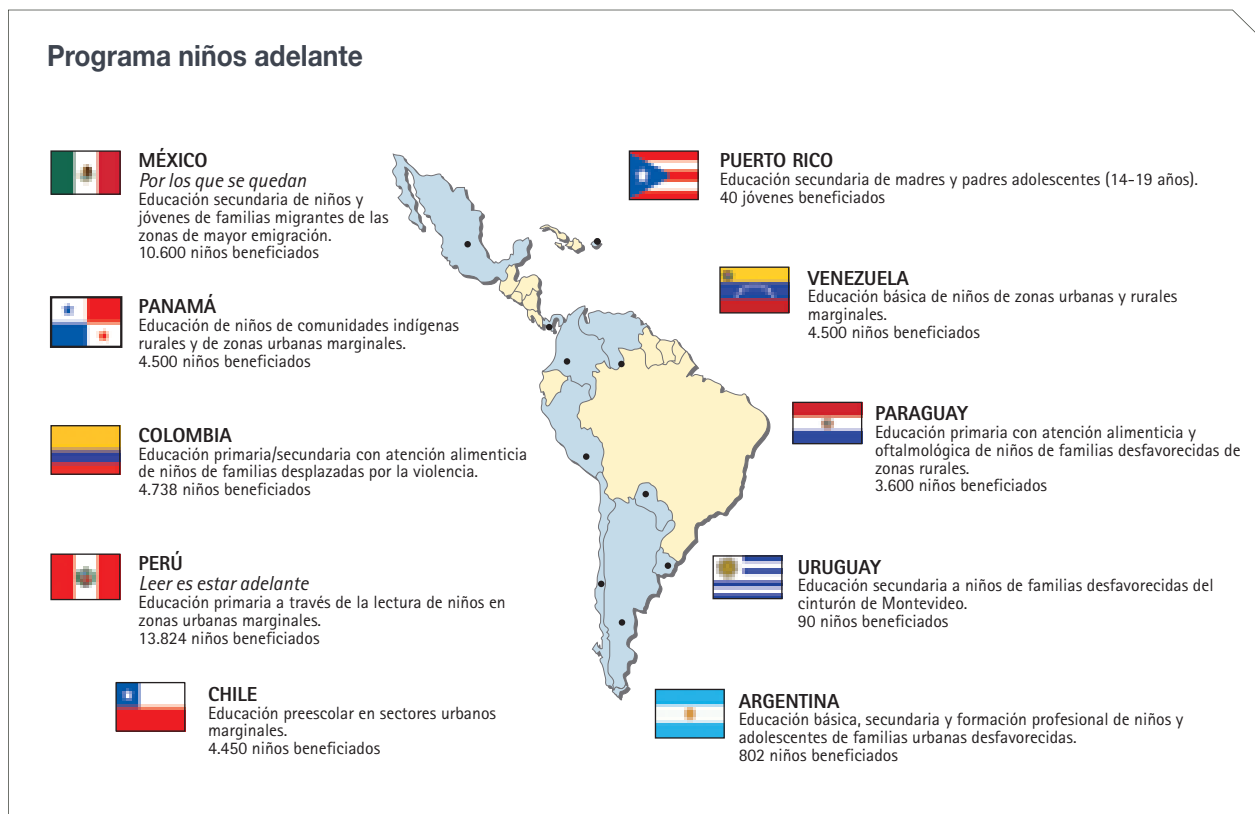 Programa niños adelante
MÉXICO
Por los que se quedan
Educación secundaria de niños y
jóvenes de familias migrantes de las
zonas de mayor emigración.
10.600 niños beneficiados
PANAMÁ
Educación de niños de comunidades indígenas
rurales y de zonas urbanas marginales.
4.500 niños beneficiados
COLOMBIA
Educación primaria/secundaria con atención alimenticia
de niños de familias desplazadas por la violencia.
4.738 niños beneficiados
PERÚ
Leer es estar adelante
Educación primaria a través de la lectura de niños en
zonas urbanas marginales.
13.824 niños beneficiados
CHILE
Educación preescolar en sectores urbanos
marginales.
4.450 niños beneficiados
PUERTO RICO
Educación secundaria de madres y padres adolescentes (14-19 años).
40 jóvenes beneficiados
VENEZUELA
Educación básica de niños de zonas urbanas y rurales
marginales.
4.500 niños beneficiados
PARAGUAY
Educación primaria con atención alimenticia y
oftalmológica de niños de familias desfavorecidas de
zonas rurales.
3.600 niños beneficiados
URUGUAY
Educación secundaria a niños de familias desfavorecidas del
cinturón de Montevideo.
90 niños beneficiados
ARGENTINA
Educación básica, secundaria y formación profesional de niños y
adolescentes de familias urbanas desfavorecidas.
802 niños beneficiados